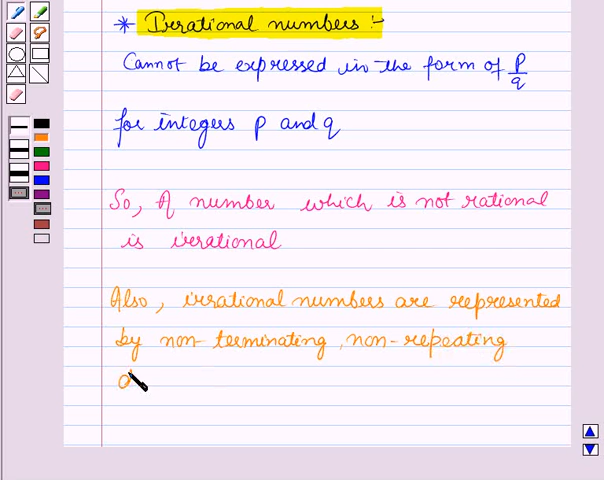 * Irrational numbers :-
Cannot be expressed in the form of p/q
for integers p and q
So, A number which is not rational
is irrational
Also, irrational numbers are represented
by non-terminating, non-repeating
d